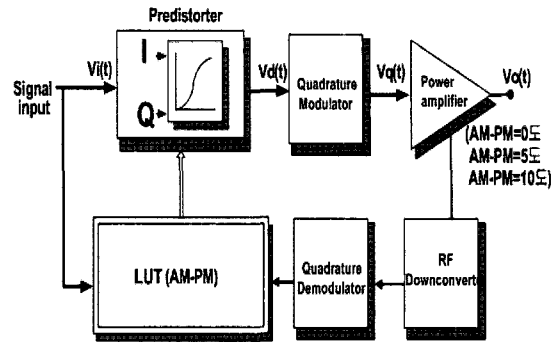 Predistorter
I
Q
Signal
input
Vi(t)
Vd(t)
Quadrature
Modulator
Vq(t)
Power
amplifier
Vo(t)
(AM-PM=0도
AM-PM=5도
AM-PM=10도)
LUT (AM-PM)
Quadrature
Demodulator
RF
Downconverte